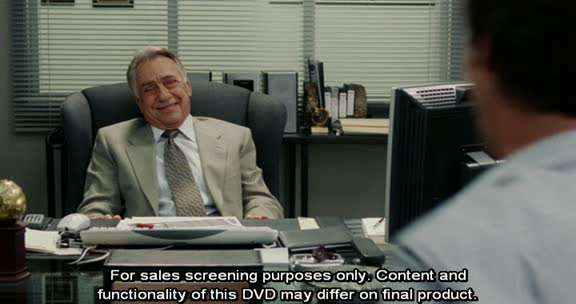 For sales screening purposes only. Content and
functionality of this DVD may differ on final product.